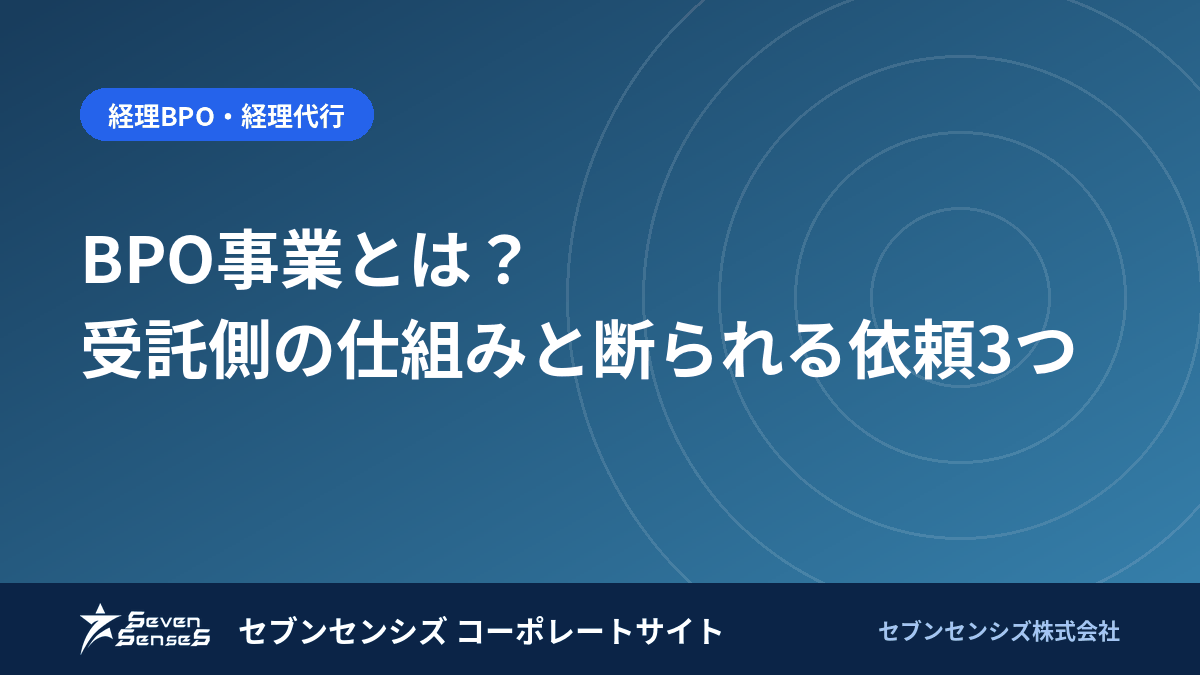 経理BPO・経理代行
BPO事業とは？
受託側の仕組みと断られる依頼3つ
Seven
Senses
セブンセンシズ コーポレートサイト
セブンセンシズ株式会社